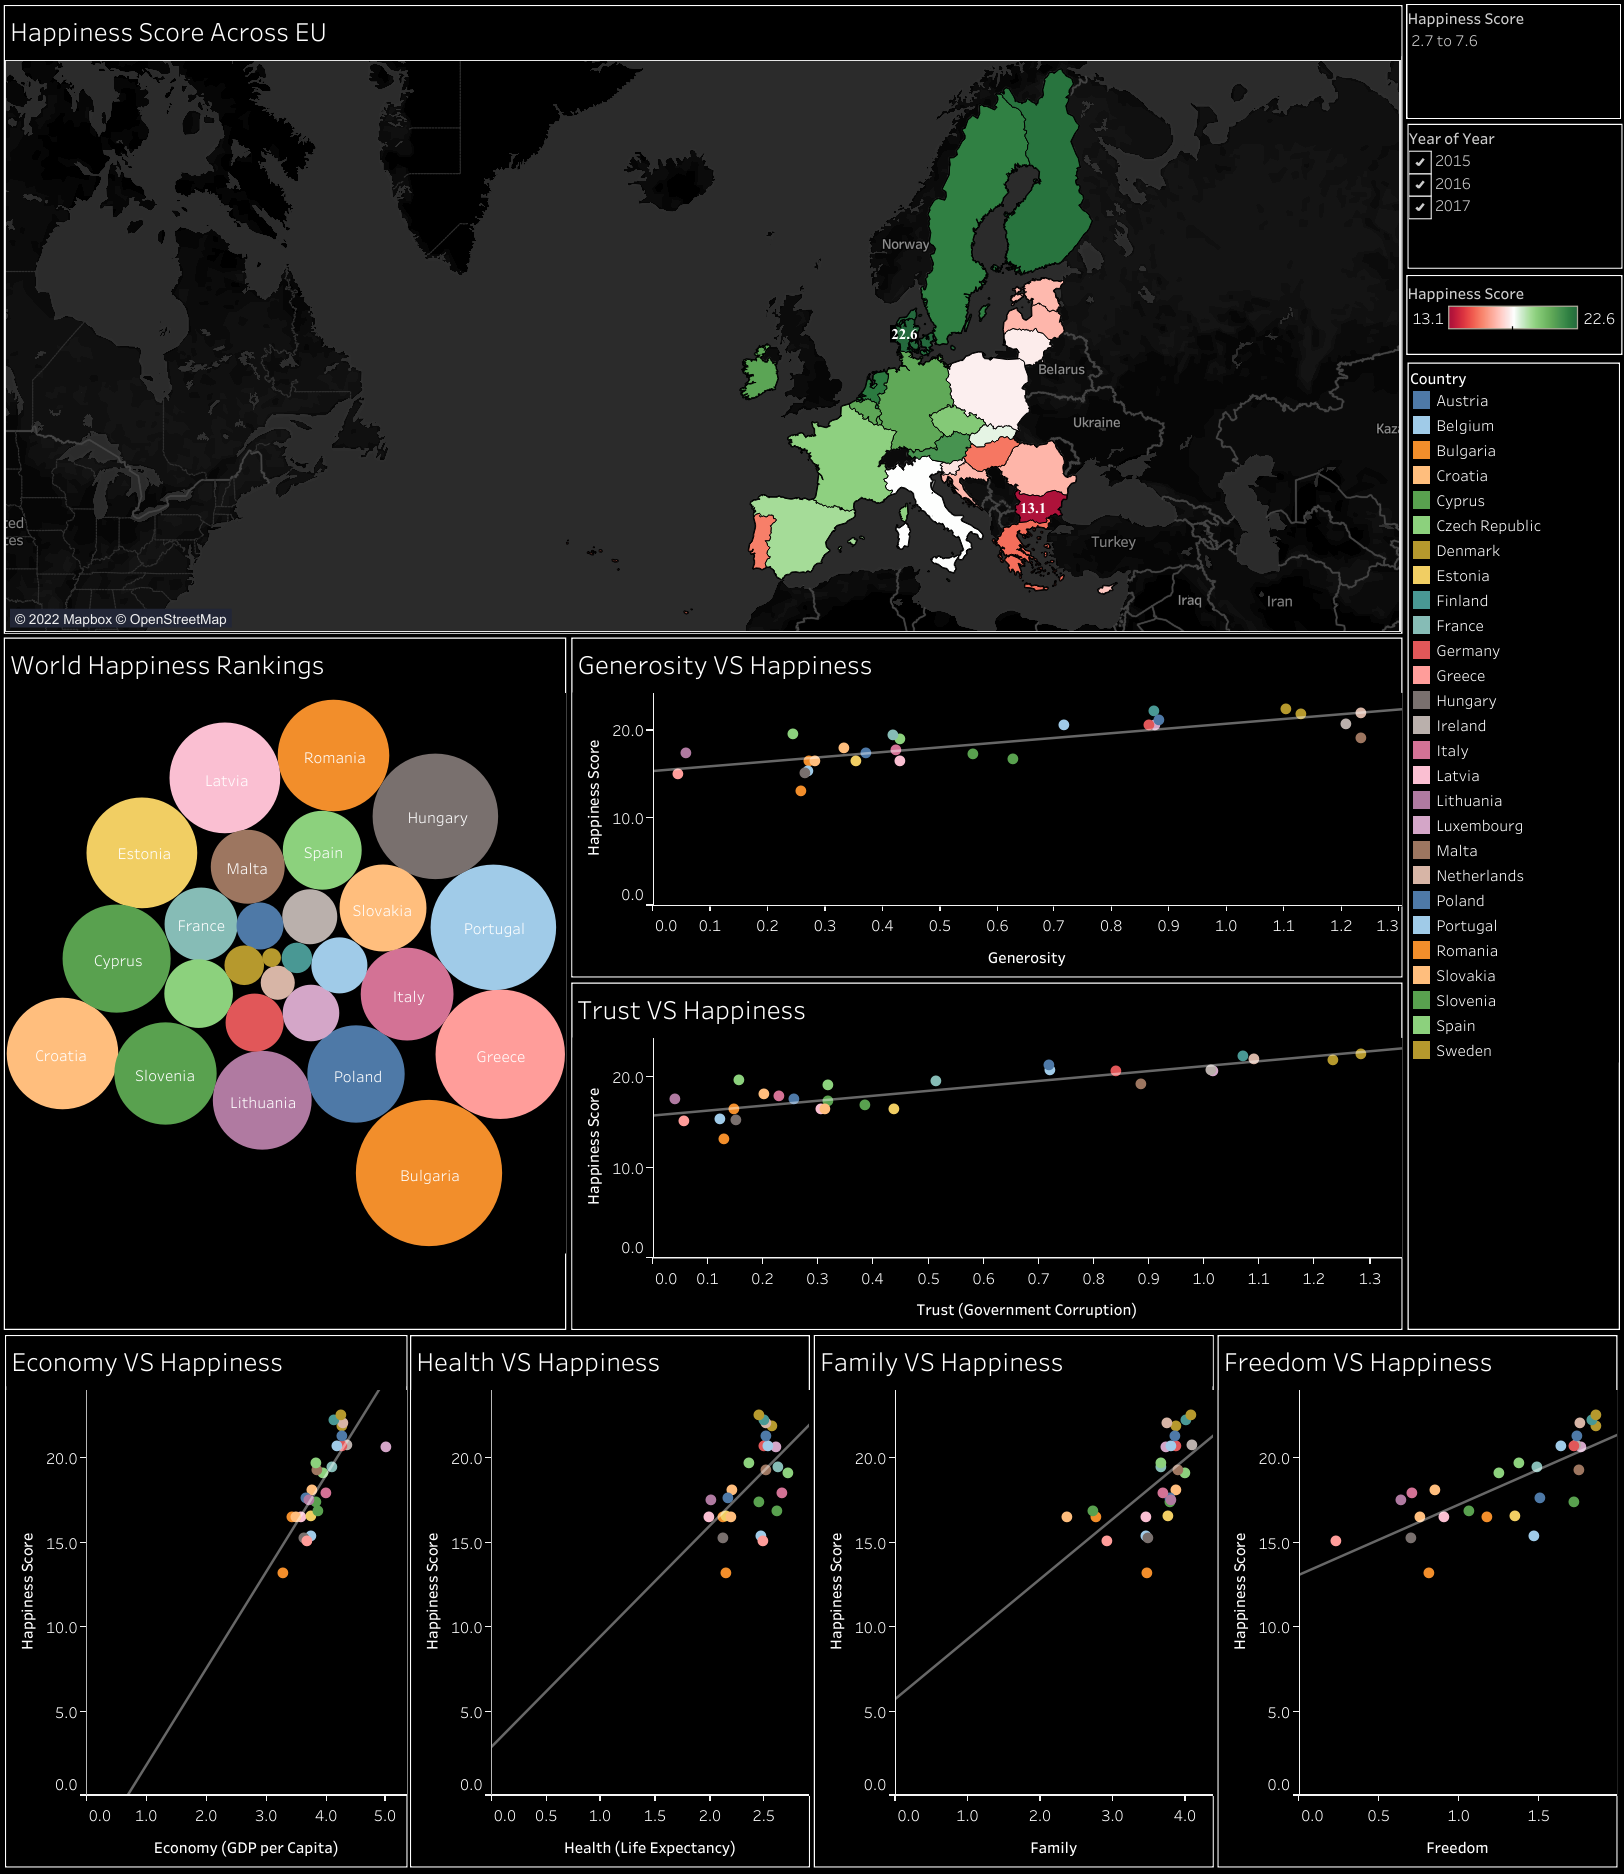 Happiness Score Across EU
Norway
22.6
Belarus
Ukraine
Kaza
13.1
Turkey
Iraq
Iran
ed
ces
© 2022 Mapbox © OpenStreetMap
Happiness Score
2.7 to 7.6
Year of Year
2015
2016
2017
Happiness Score
13.1 22.6
Country
Austria
Belgium
Bulgaria
Croatia
Cyprus
Czech Republic
Denmark
Estonia
Finland
France
Germany
Greece
Hungary
Ireland
Italy
Latvia
Lithuania
Luxembourg
Malta
Netherlands
Poland
Portugal
Romania
Slovakia
Slovenia
Spain
Sweden
World Happiness Rankings
Romania
Latvia
Hungary
Estonia
Spain
Malta
Slovakia
France
Portugal
Cyprus
Italy
Croatia
Greece
Slovenia
Poland
Lithuania
Bulgaria
Generosity VS Happiness
Happiness Score
20.0
10.0
0.0
0.0 0.1 0.2 0.3 0.4 0.5 0.6 0.7 0.8 0.9 1.0 1.1 1.2 1.3
Generosity
Trust VS Happiness
Happiness Score
20.0
10.0
0.0
0.0 0.1 0.2 0.3 0.4 0.5 0.6 0.7 0.8 0.9 1.0 1.1 1.2 1.3
Trust (Government Corruption)
Economy VS Happiness
Happiness Score
20.0
15.0
10.0
5.0
0.0
0.0 1.0 2.0 3.0 4.0 5.0
Economy (GDP per Capita)
Health VS Happiness
Happiness Score
20.0
15.0
10.0
5.0
0.0
0.0 0.5 1.0 1.5 2.0 2.5
Health (Life Expectancy)
Family VS Happiness
Happiness Score
20.0
15.0
10.0
5.0
0.0
0.0 1.0 2.0 3.0 4.0
Family
Freedom VS Happiness
Happiness Score
20.0
15.0
10.0
5.0
0.0
0.0 0.5 1.0 1.5
Freedom